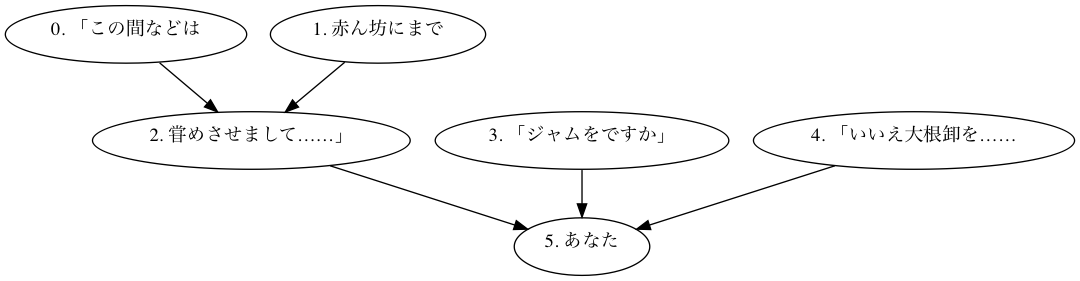 0. 「この間などは
1. 赤ん坊にまで
2. 甞めさせまして……」
3. 「ジャムをですか」
4. 「いいえ大根卸を……
5. あなた